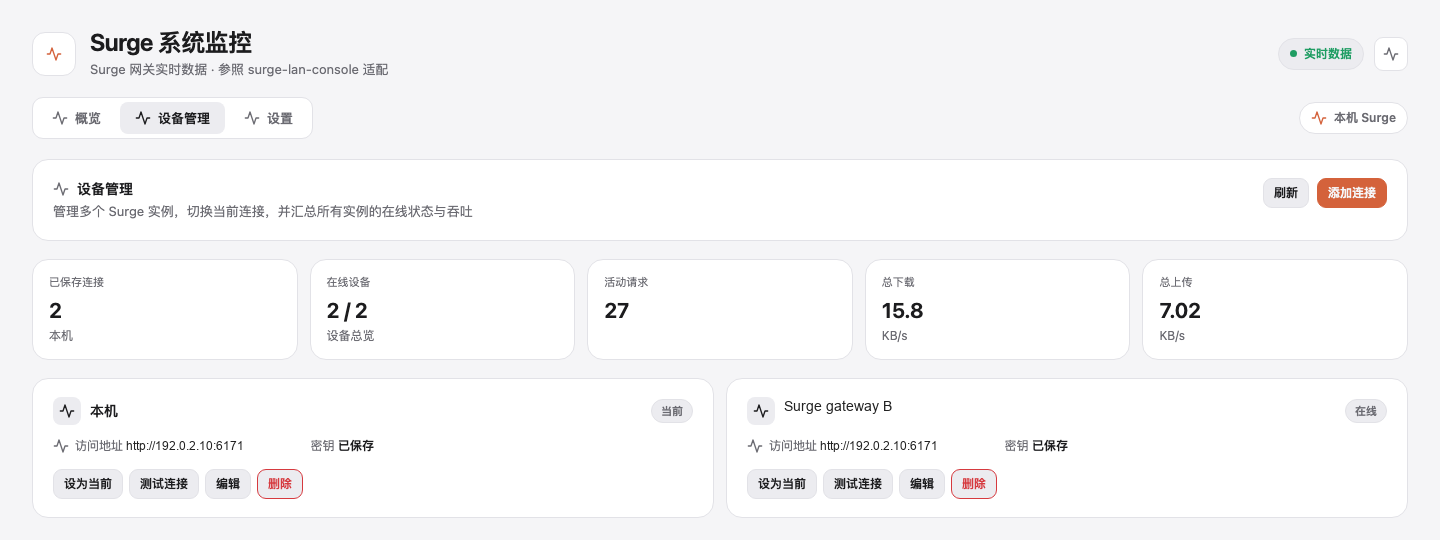 Surge 系统监控
Surge 网关实时数据 · 参照 surge-lan-console 适配
实时数据
概览
设备管理
设置
本机 Surge
设备管理
管理多个 Surge 实例，切换当前连接，并汇总所有实例的在线状态与吞吐
刷新
添加连接
已保存连接
2
本机
在线设备
2 / 2
设备总览
活动请求
27
总下载
15.8
KB/s
总上传
7.02
KB/s
本机
当前
访问地址 http://192.0.2.10:6171
密钥 已保存
设为当前
测试连接
编辑
删除
Surge gateway B
在线
访问地址 http://192.0.2.10:6171
密钥 已保存
设为当前
测试连接
编辑
删除